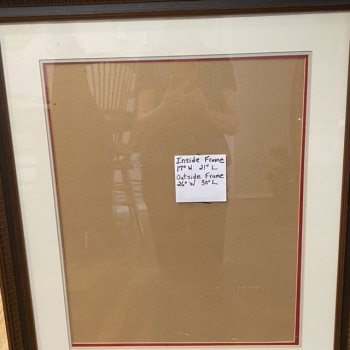 Inside Frame
17" W 21" L
Outside Frame
26" W 30" L